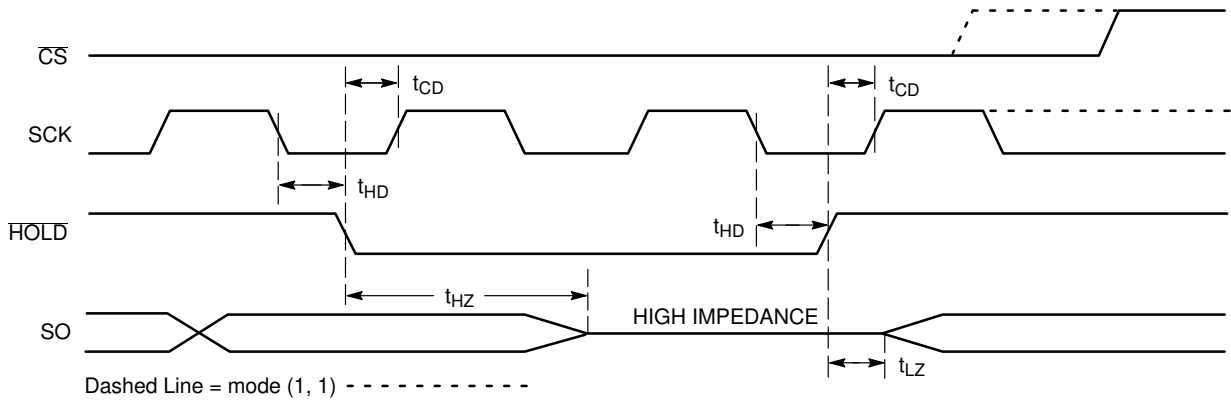 CS
tCD
tCD
SCK
tHD
HOLD
tHD
tHZ
SO
HIGH IMPEDANCE
tLZ
Dashed Line = mode (1, 1)